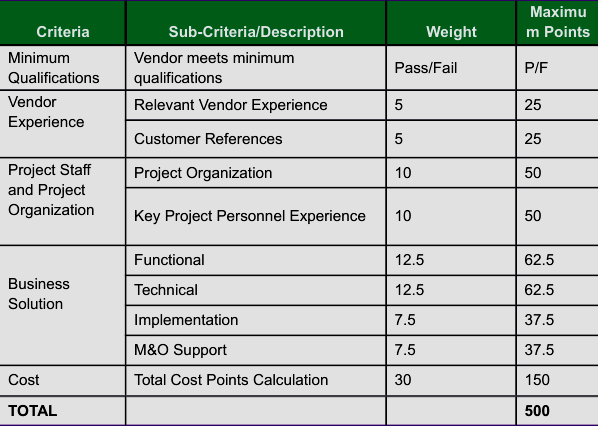 Criteria Sub-Criteria/Description Weight Maximu
m Points
Minimum
Qualifications Vendor meets minimum
qualifications Pass/Fail P/F
Vendor
Experience Relevant Vendor Experience 5 25
Customer References 5 25
Project Staff
and Project
Organization Project Organization 10 50
Key Project Personnel Experience 10 50
Business
Solution Functional 12.5 62.5
Technical 12.5 62.5
Implementation 7.5 37.5
M&O Support 7.5 37.5
Cost Total Cost Points Calculation 30 150
TOTAL 500